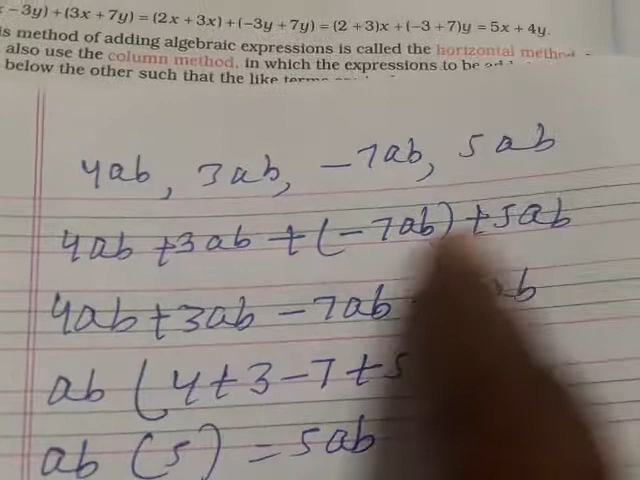 - 3y) + (3x + 7y) = (2x + 3x) + (-3y + 7y) = (2 + 3)x + (-3 + 7)y = 5x + 4y.
is method of adding algebraic expressions is called the horizontal
also use the column method, in which the expressions to be
below the other such that the like terms
4ab, 3ab, -7ab, 5ab
4ab + 3ab + (-7ab) + 5ab
4ab + 3ab - 7ab b
ab (4 + 3 - 7 + 5
ab (5) = 5ab